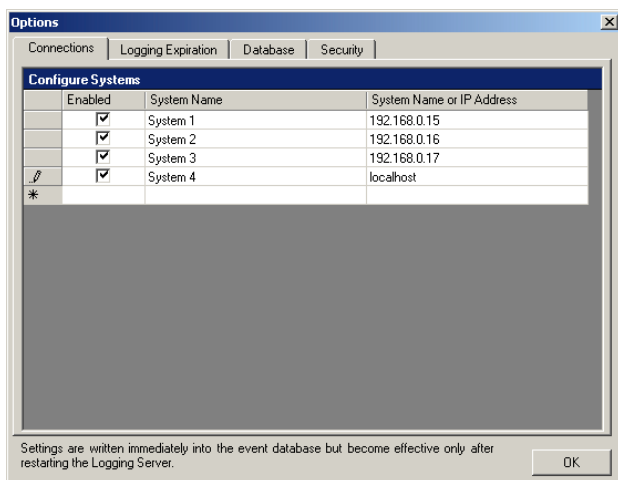 Options
Connections Logging Expiration Database Security
Configure Systems
Enabled System Name System Name or IP Address
System 1 192.168.0.15
System 2 192.168.0.16
System 3 192.168.0.17
System 4 localhost
Settings are written immediately into the event database but become effective only after
restarting the Logging Server.
OK